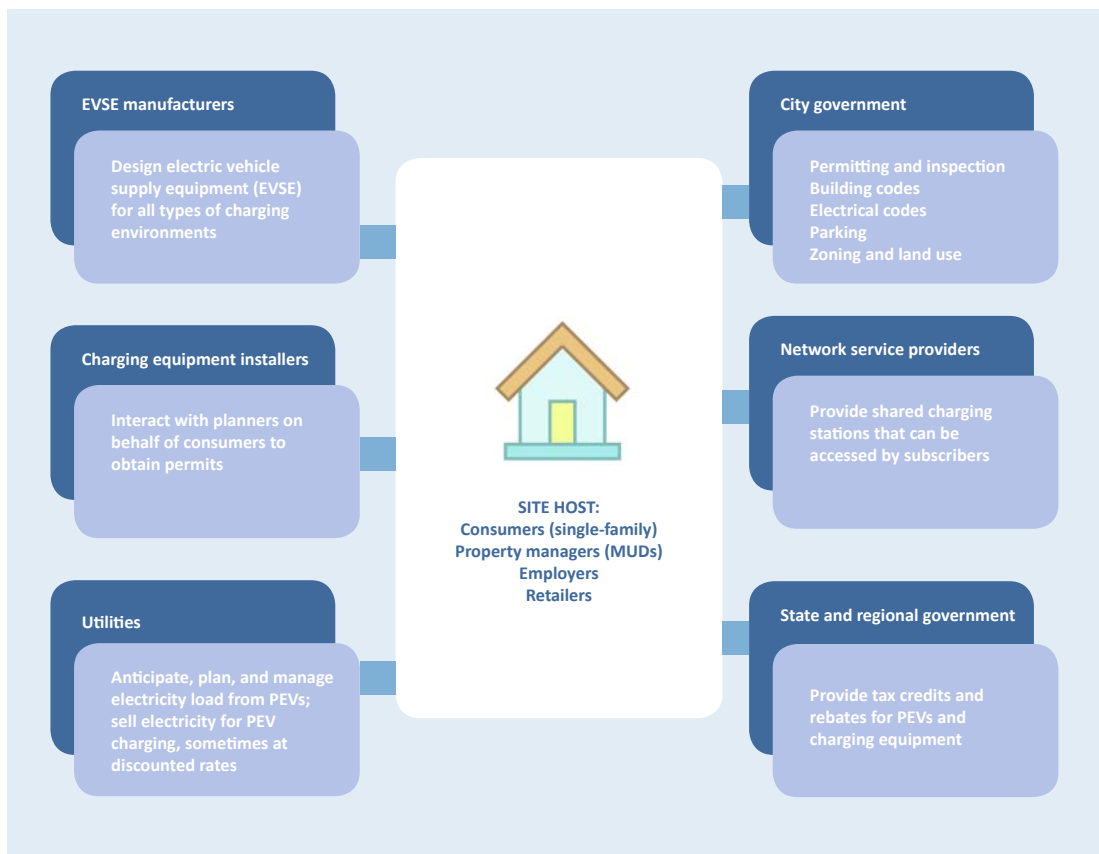 EVSE manufacturers
Design electric vehicle
supply equipment (EVSE)
for all types of charging
environments
Charging equipment installers
Interact with planners on
behalf of consumers to
obtain permits
Utilities
Anticipate, plan, and manage
electricity load from PEVs;
sell electricity for PEV
charging, sometimes at
discounted rates
SITE HOST:
Consumers (single-family)
Property managers (MUDs)
Employers
Retailers
City government
Permitting and inspection
Building codes
Electrical codes
Parking
Zoning and land use
Network service providers
Provide shared charging
stations that can be
accessed by subscribers
State and regional government
Provide tax credits and
rebates for PEVs and
charging equipment